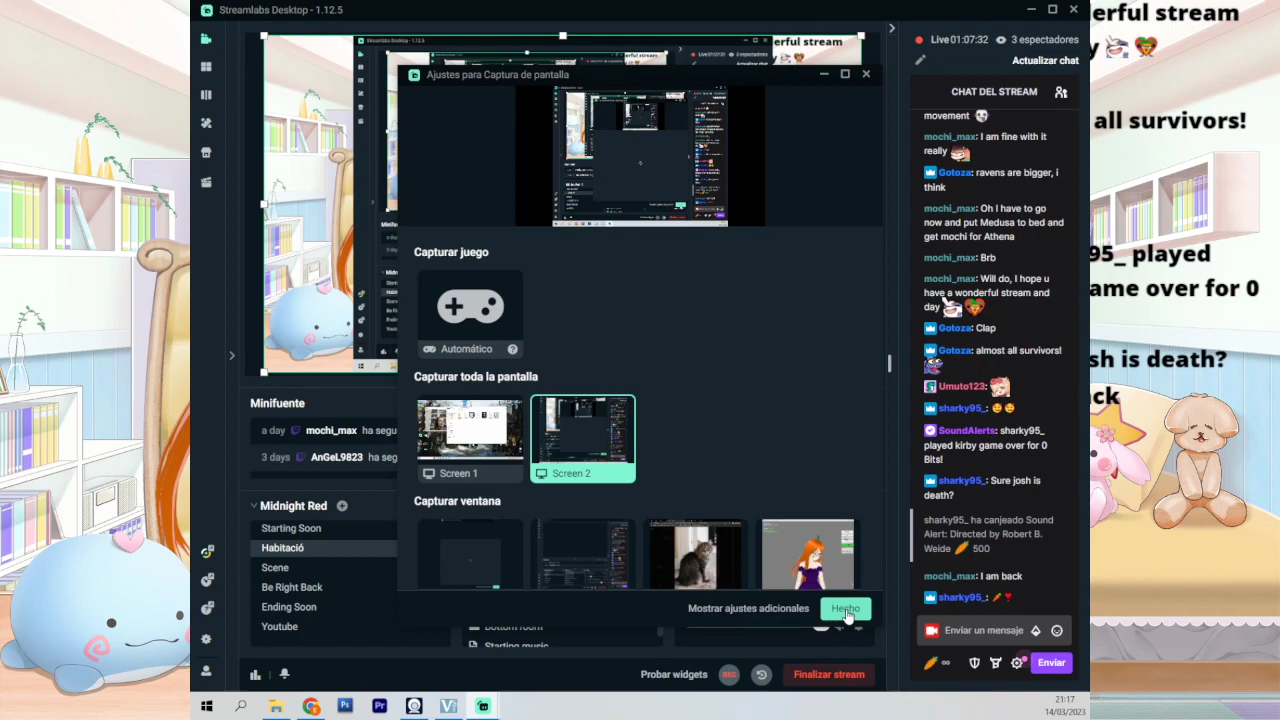 Streamlabs Desktop - 1.12.5
Ajustes para Captura de pantalla
Capturar juego
Automático
Capturar toda la pantalla
Screen 1
Screen 2
Capturar ventana
Mostrar ajustes adicionales
Hecho
Minifuente
a day
mochi_max ha segu
3 days
AnGeL9823 ha seg
Midnight Red
Starting Soon
Habitació
Scene
Be Right Back
Ending Soon
Youtube
Bottom room
Starting music
Probar widgets
REC
Finalizar stream
Live 01:07:32
3 espectadores
Actualizar chat
CHAT DEL STREAM
movement
mochi_max: I am fine with it
really
Gotoza: ravens are bigger, i
think
mochi_max: Oh I have to go
now and put Medusa to bed and
get mochi for Athena
mochi_max: Brb
mochi_max: Will do, I hope u
have a wonderful stream and
day
Gotoza: Clap
Gotoza: almost all survivors!
Umuto123:
sharky95_:
SoundAlerts: sharky95_
played kirby game over for 0
Bits!
sharky95_: Sure josh is
death?
sharky95_ ha canjeado Sound
Alert: Directed by Robert B.
Weide 500
mochi_max: I am back
sharky95_:
Enviar un mensaje
Enviar
21:17
14/03/2023
erful stream
y
all survivors!
95_ played
ame over for 0
sh is death?
ck